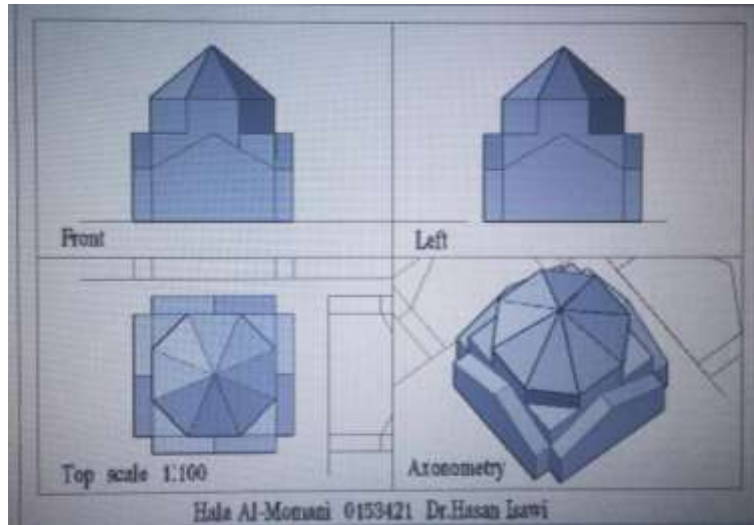 Front
Left
Top scale 1:100
Axonometry
Hala Al-Momani 0153421 Dr.Hasan Isawi